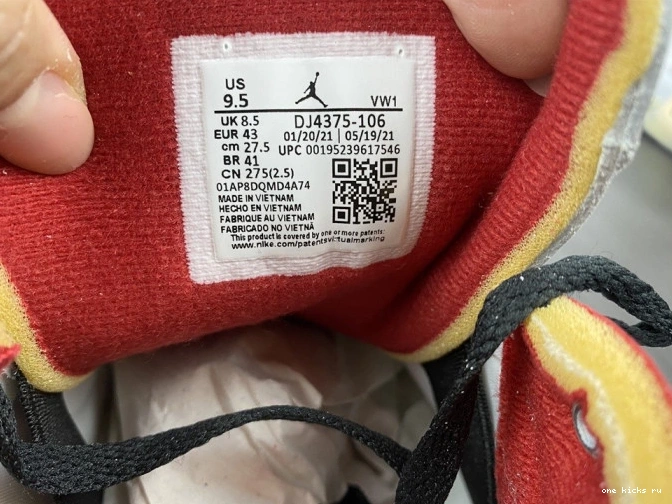 US
9.5
VW1
UK 8.5
EUR 43
cm 27.5
BR 41
CN 275(2.5)
DJ4375-106
01/20/21 | 05/19/21
UPC 00195239617546
01AP8DQMD4A74
MADE IN VIETNAM
HECHO EN VIETNAM
FABRIQUE AU VIETNAM
FABRICADO NO VIETNÃ
This product is covered by one or more patents:
www.nike.com/patentsvirtualmarking
one kicks ru